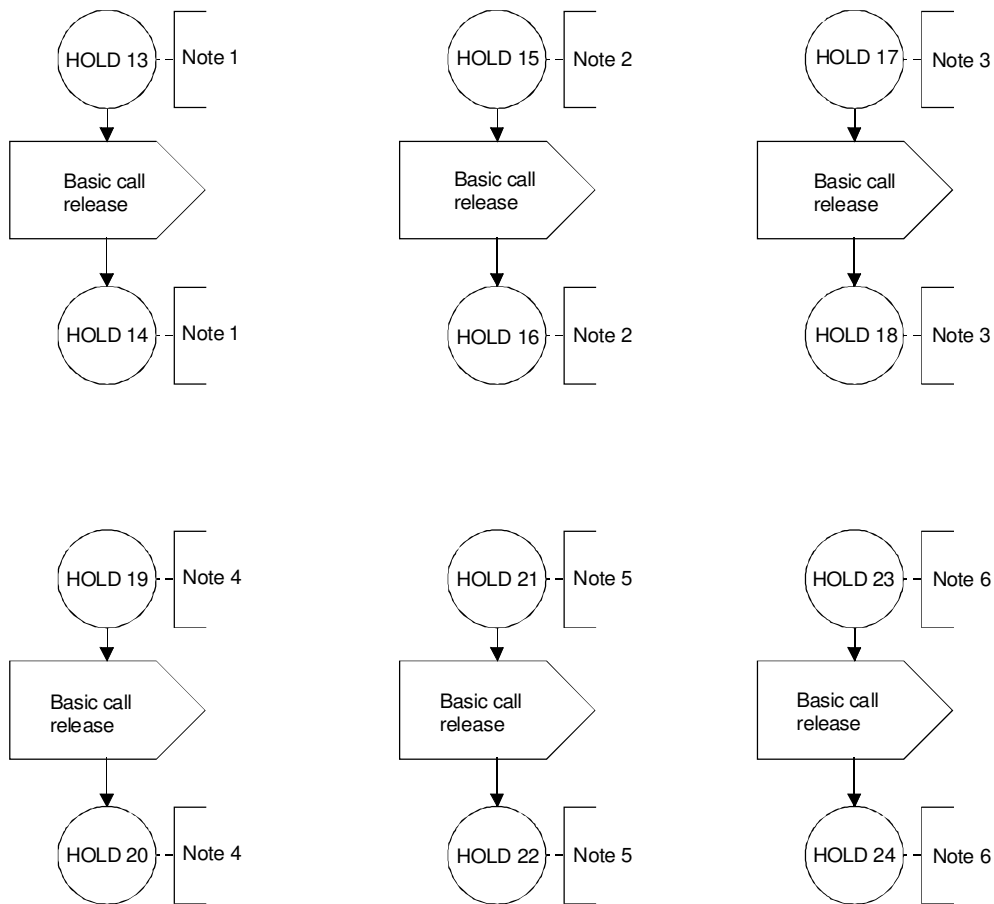 HOLD 13 Note 1
HOLD 15 Note 2
HOLD 17 Note 3
Basic call
release
Basic call
release
Basic call
release
HOLD 14 Note 1
HOLD 16 Note 2
HOLD 18 Note 3
HOLD 19 Note 4
HOLD 21 Note 5
HOLD 23 Note 6
Basic call
release
Basic call
release
Basic call
release
HOLD 20 Note 4
HOLD 22 Note 5
HOLD 24 Note 6